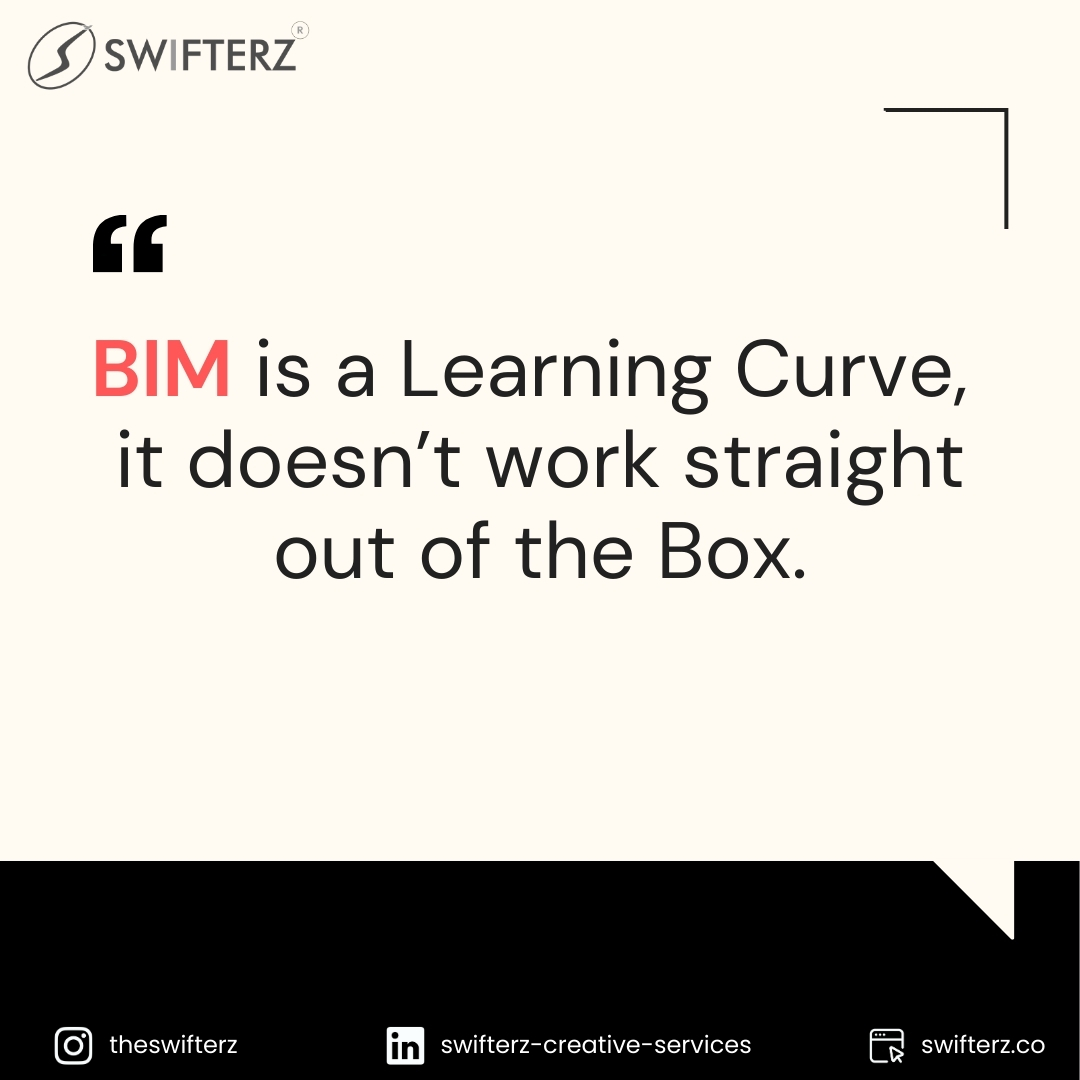 SWIFTERZ®
“
BIM is a Learning Curve,
it doesn’t work straight
out of the Box.
theswifterz
swifterz-creative-services
swifterz.co